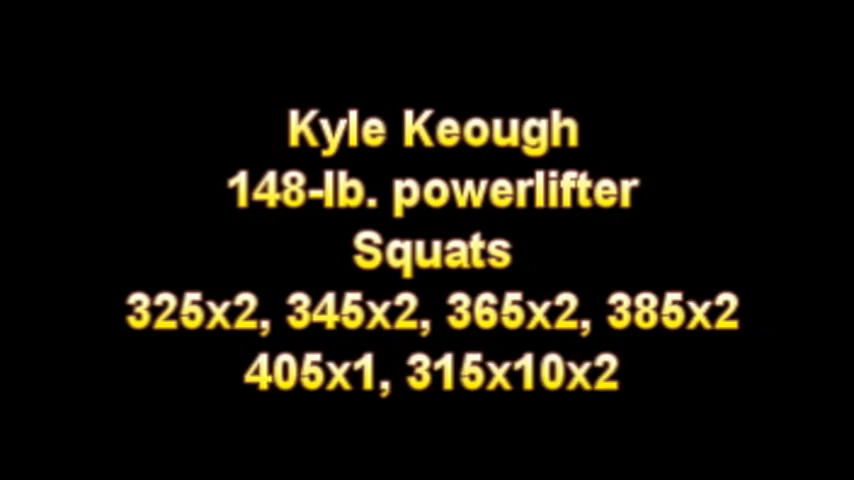 Kyle Keough
148-lb. powerlifter
Squats
325x2, 345x2, 365x2, 385x2
405x1, 315x10x2